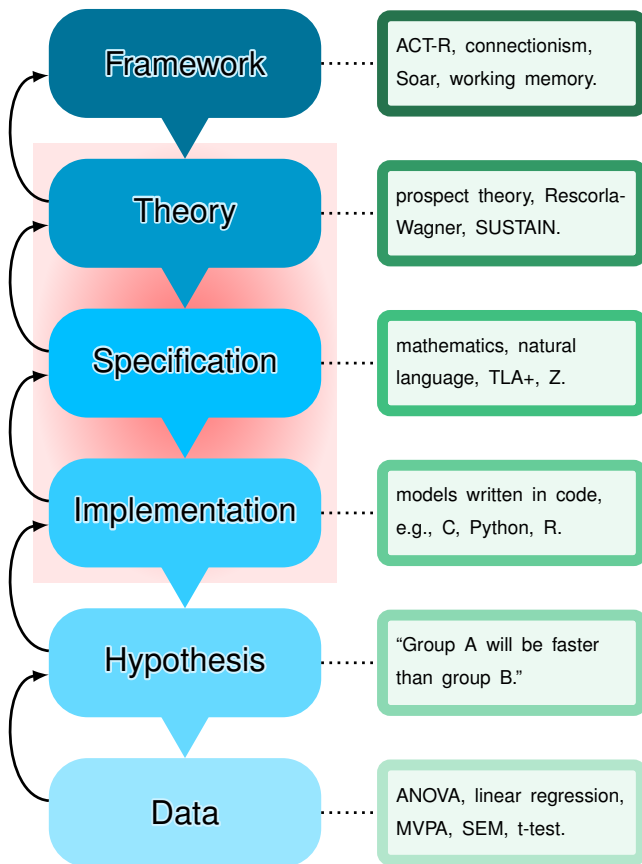 Framework
ACT-R, connectionism,
Soar, working memory.
Theory
prospect theory, Rescorla-
Wagner, SUSTAIN.
Specification
mathematics, natural
language, TLA+, Z.
Implementation
models written in code,
e.g., C, Python, R.
Hypothesis
“Group A will be faster
than group B.”
Data
ANOVA, linear regression,
MVPA, SEM, t-test.